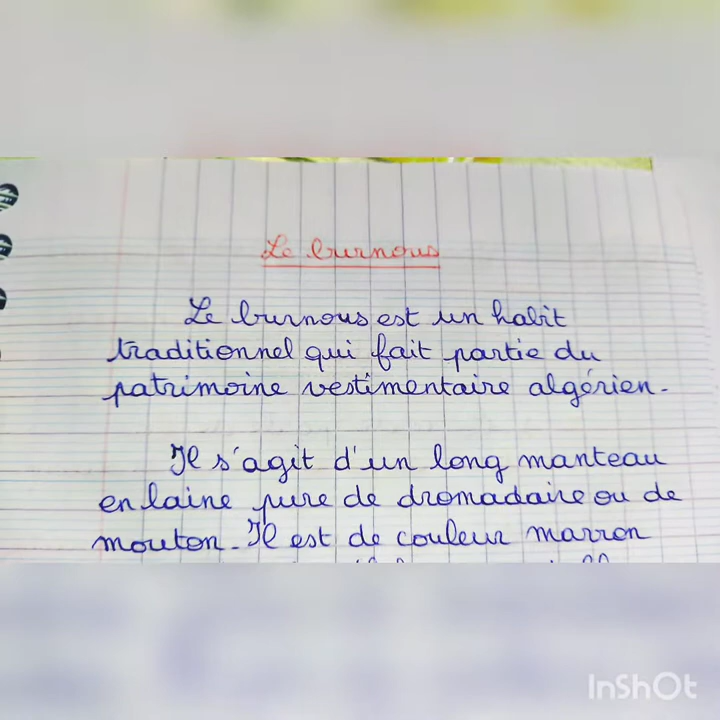 Le burnous
Le burnous est un habit
traditionnel qui fait partie du
patrimoine vestimentaire algérien.
Il s'agit d'un long manteau
en laine pure de dromadaire ou de
mouton. Il est de couleur marron
InShOt